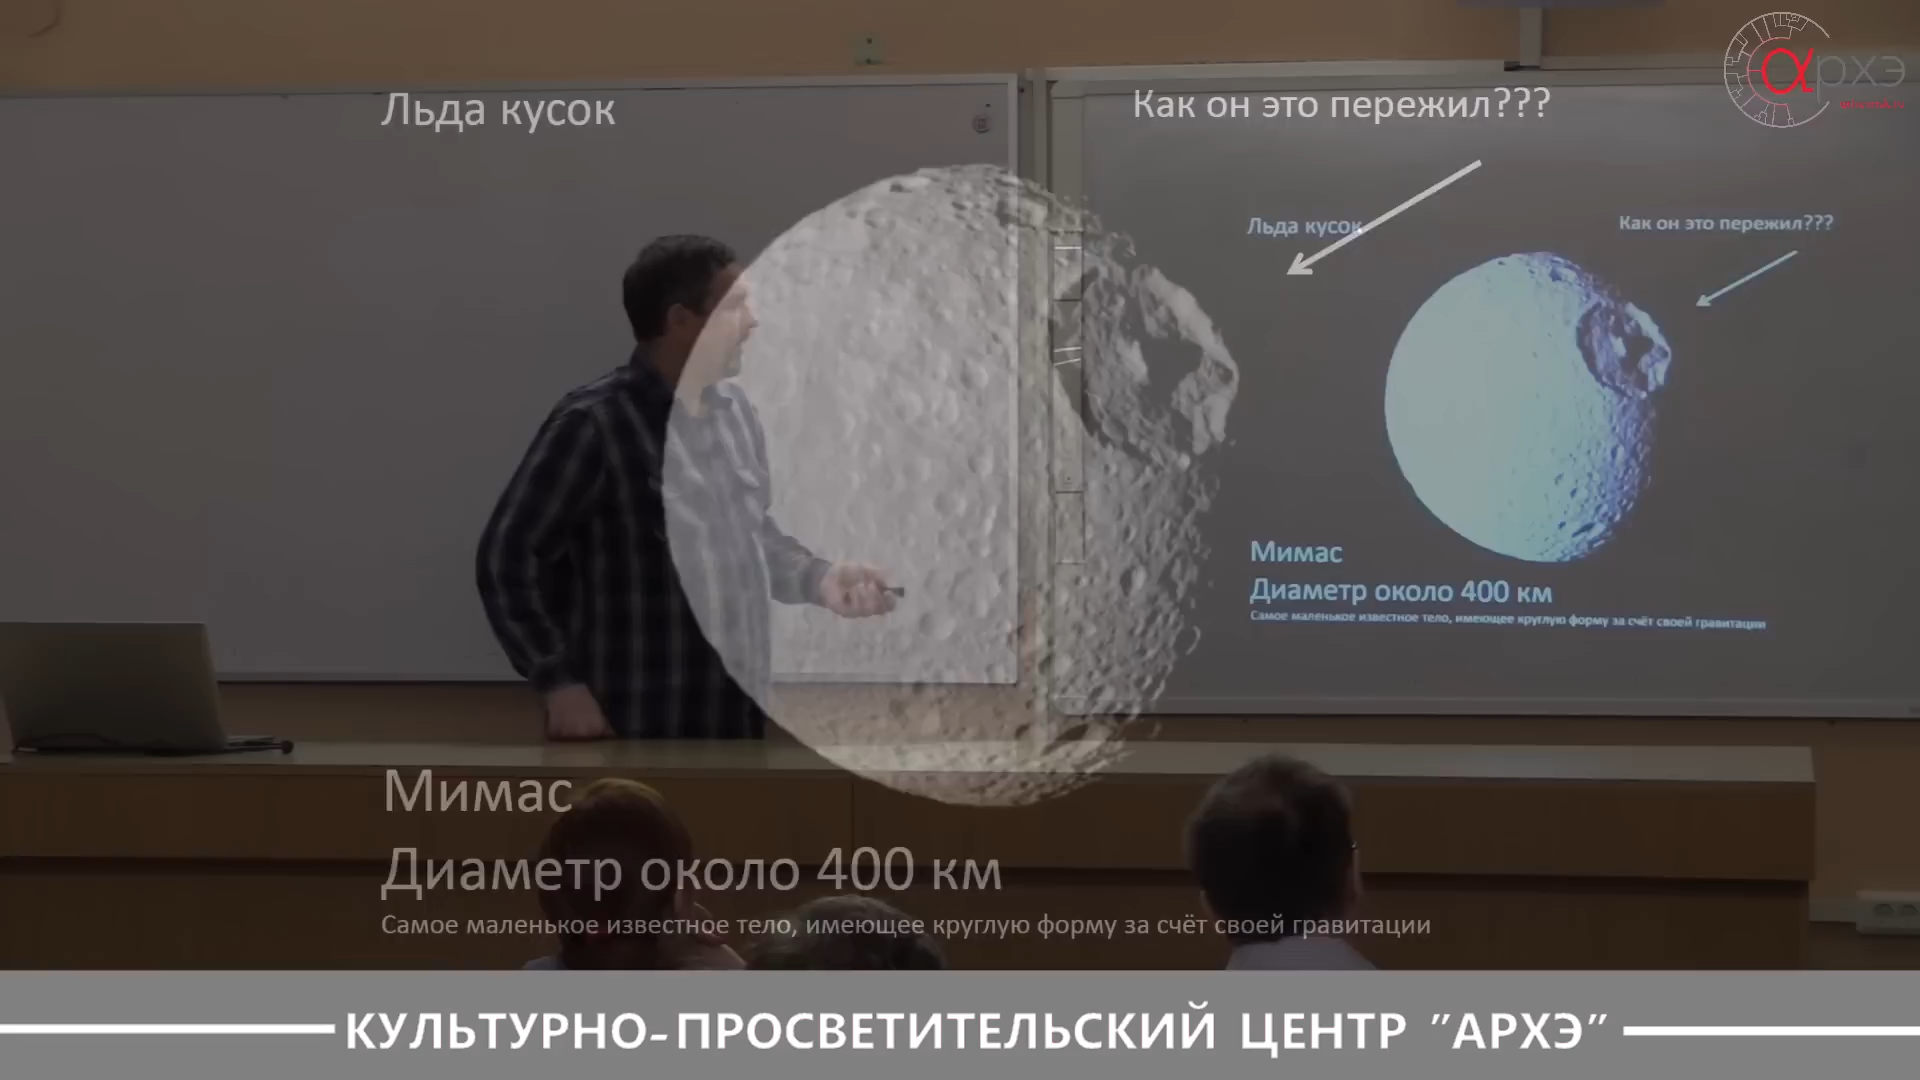 Льда кусок
Как он это пережил???
архэ
Льда кусок
Как он это пережил???
Мимас
Диаметр около 400 км
Самое маленькое известное тело, имеющее круглую форму за счёт своей гравитации
Мимас
Диаметр около 400 км
Самое маленькое известное тело, имеющее круглую форму за счёт своей гравитации
КУЛЬТУРНО-ПРОСВЕТИТЕЛЬСКИЙ ЦЕНТР "АРХЭ"